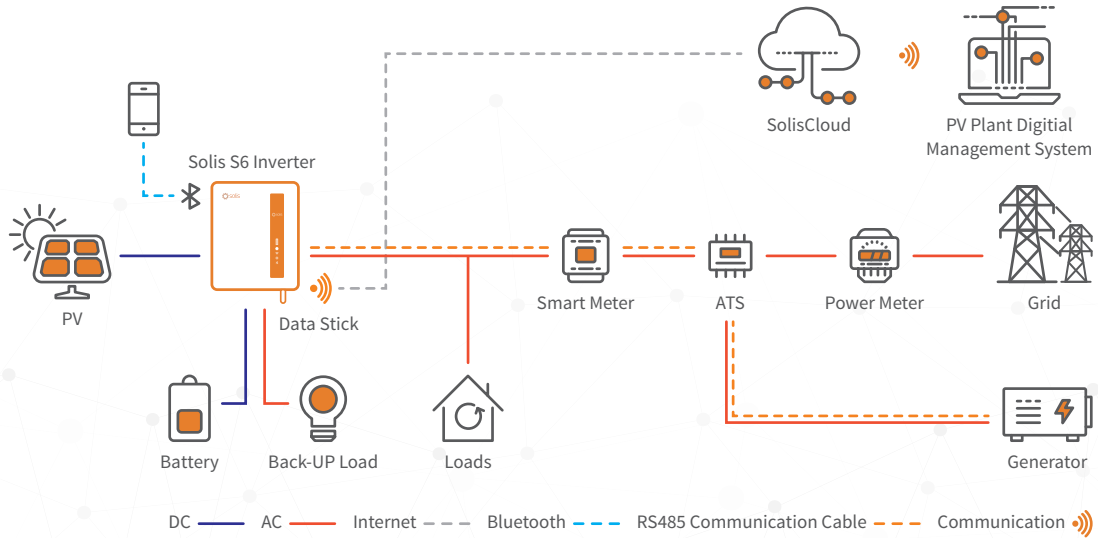 SolisCloud
PV Plant Digitial
Management System
Solis S6 Inverter
SOLIS
PV
Data Stick
Smart Meter
ATS
Power Meter
Grid
Battery
Back-UP Load
Loads
Generator
DC
AC
Internet
Bluetooth
RS485 Communication Cable
Communication